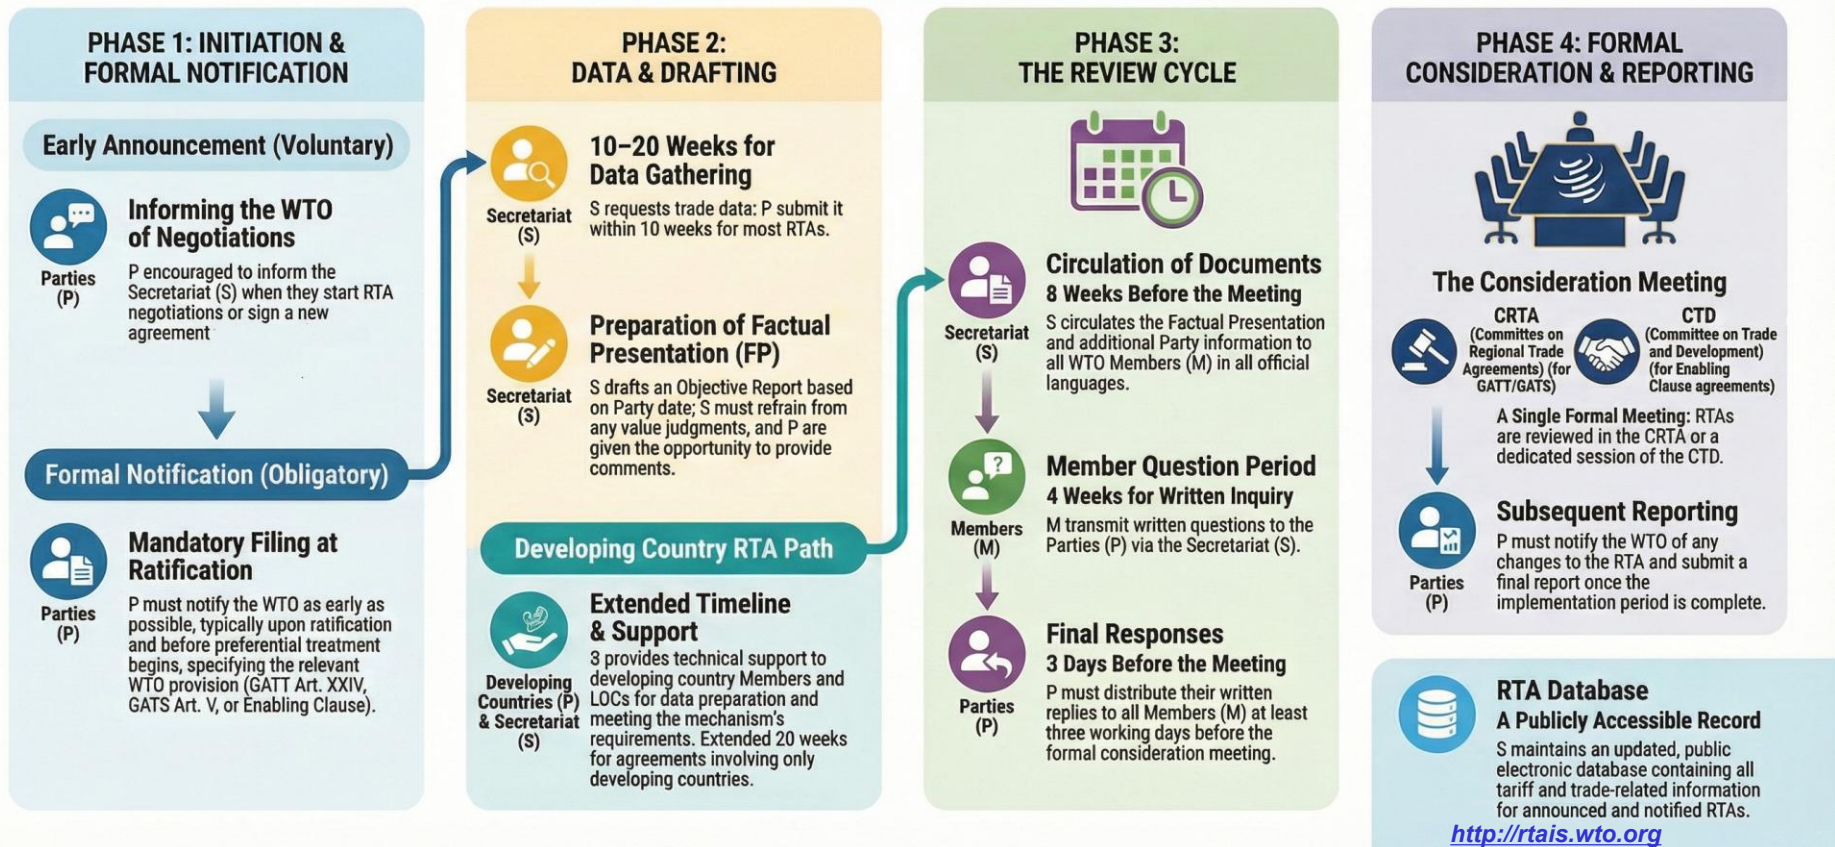 PHASE 1: INITIATION &
FORMAL NOTIFICATION
Early Announcement (Voluntary)
Parties
(P)
Informing the WTO
of Negotiations
P encouraged to inform the
Secretariat (S) when they start RTA
negotiations or sign a new
agreement
Formal Notification (Obligatory)
Parties
(P)
Mandatory Filing at
Ratification
P must notify the WTO as early as
possible, typically upon ratification
and before preferential treatment
begins, specifying the relevant
WTO provision (GATT Art. XXIV,
GATS Art. V, or Enabling Clause).
PHASE 2:
DATA & DRAFTING
Secretariat
(S)
10–20 Weeks for
Data Gathering
S requests trade data: P submit it
within 10 weeks for most RTAs.
Secretariat
(S)
Preparation of Factual
Presentation (FP)
S drafts an Objective Report based
on Party date; S must refrain from
any value judgments, and P are
given the opportunity to provide
comments.
Developing Country RTA Path
Developing
Countries (P)
& Secretariat
(S)
Extended Timeline
& Support
3 provides technical support to
developing country Members and
LOCs for data preparation and
meeting the mechanism's
requirements. Extended 20 weeks
for agreements involving only
developing countries.
PHASE 3:
THE REVIEW CYCLE
Secretariat
(S)
Circulation of Documents
8 Weeks Before the Meeting
S circulates the Factual Presentation
and additional Party information to
all WTO Members (M) in all official
languages.
Members
(M)
Member Question Period
4 Weeks for Written Inquiry
M transmit written questions to the
Parties (P) via the Secretariat (S).
Parties
(P)
Final Responses
3 Days Before the Meeting
P must distribute their written
replies to all Members (M) at least
three working days before the
formal consideration meeting.
PHASE 4: FORMAL
CONSIDERATION & REPORTING
The Consideration Meeting
CRTA
(Committes on
Regional Trade
Agreements) (for
GATT/GATS)
CTD
(Committee on Trade
and Development)
(for Enabling
Clause agreements)
A Single Formal Meeting: RTAs
are reviewed in the CRTA or a
dedicated session of the CTD.
Parties
(P)
Subsequent Reporting
P must notify the WTO of any
changes to the RTA and submit a
final report once the
implementation period is complete.
RTA Database
A Publicly Accessible Record
S maintains an updated, public
electronic database containing all
tariff and trade-related information
for announced and notified RTAs.
http://rtais.wto.org